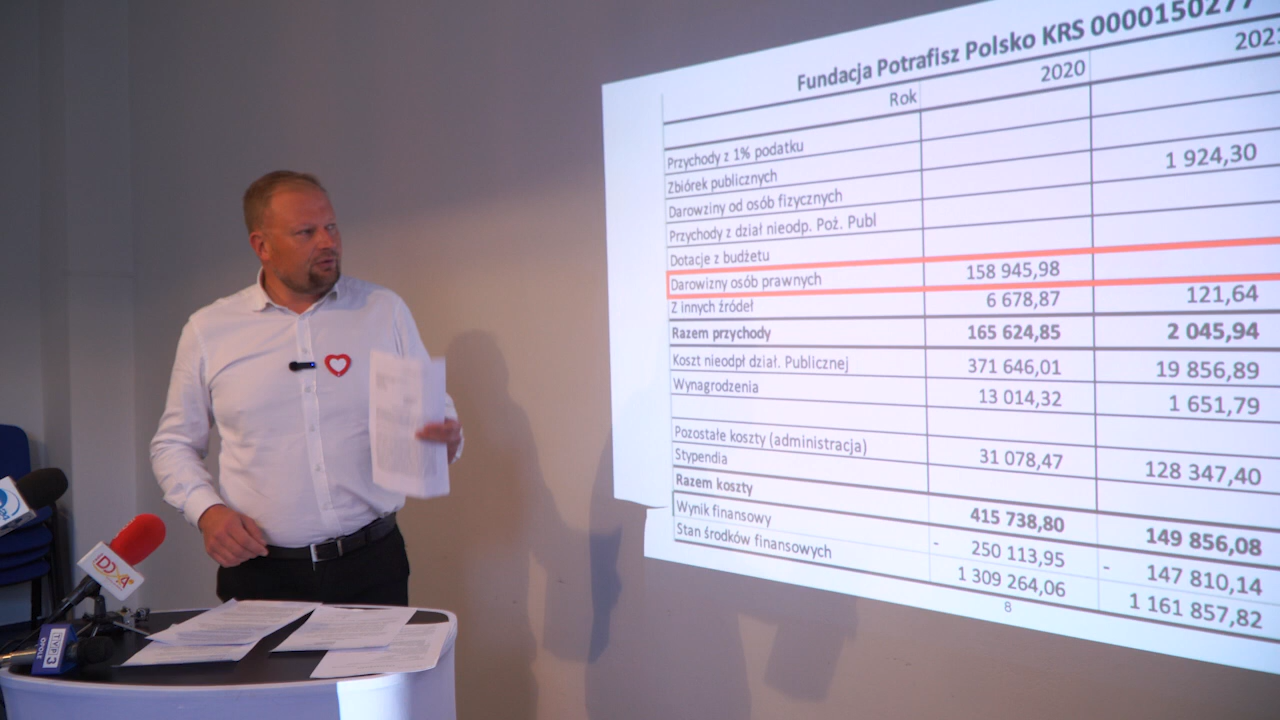 Fundacja Potrafisz Polsko KRS 0000150277
Rok 2020 2021
Przychody z 1% podatku
Zbiórek publicznych 1 924,30
Darowziny od osób fizycznych
Przychody z dział nieodp. Poż. Publ
Dotacje z budżetu
Darowizny osób prawnych 158 945,98
Z innych źródeł 6 678,87 121,64
Razem przychody 165 624,85 2 045,94
Koszt nieodpł dział. Publicznej 371 646,01 19 856,89
Wynagrodzenia 13 014,32 1 651,79
Pozostałe koszty (administracja) 31 078,47 128 347,40
Stypendia
Razem koszty 415 738,80 149 856,08
Wynik finansowy - 250 113,95 - 147 810,14
Stan środków finansowych 1 309 264,06 1 161 857,82
8
TVP3
OPOLE